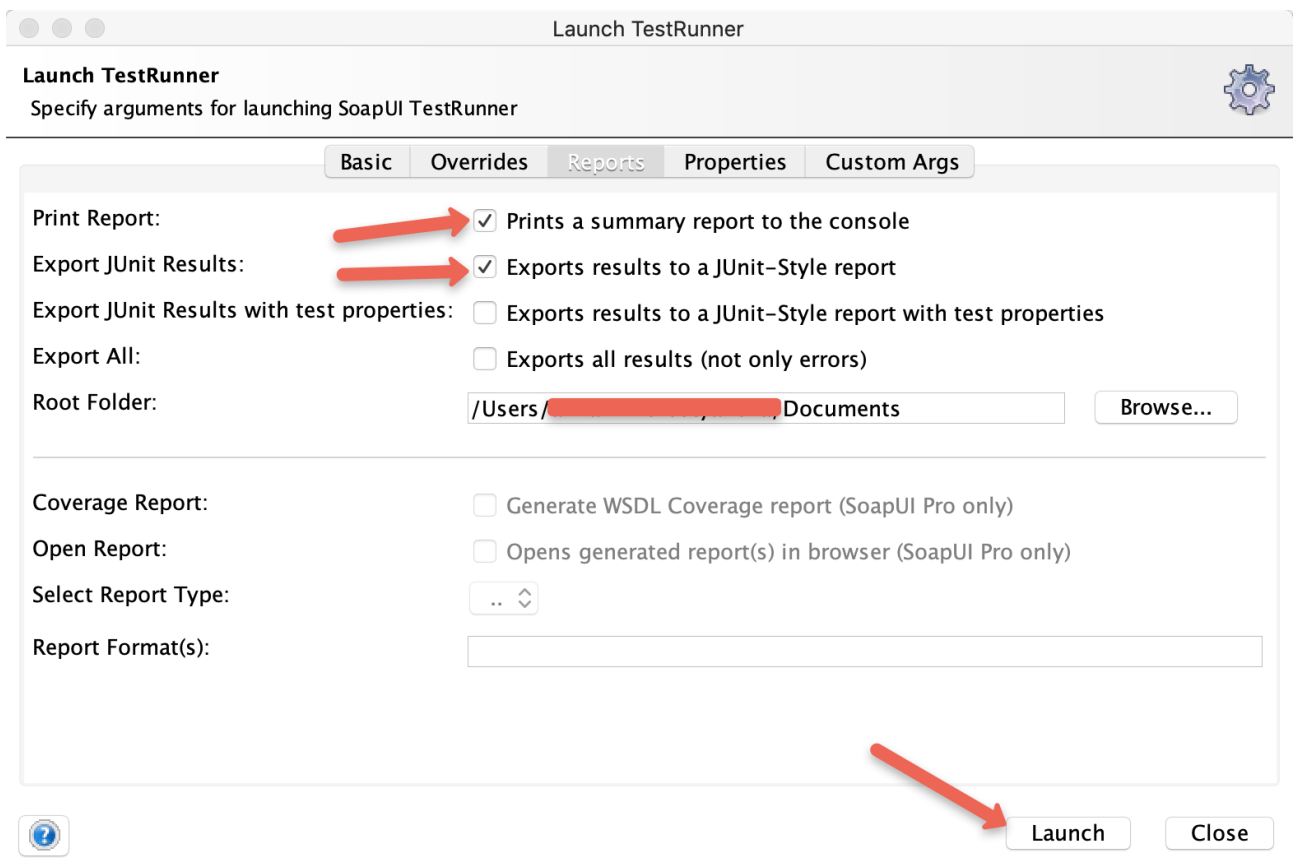 Launch TestRunner
Launch TestRunner
Specify arguments for launching SoapUI TestRunner
Basic Overrides Reports Properties Custom Args
Print Report: Prints a summary report to the console
Export JUnit Results: Exports results to a JUnit-Style report
Export JUnit Results with test properties: Exports results to a JUnit-Style report with test properties
Export All: Exports all results (not only errors)
Root Folder: /Users/ Documents Browse...
Coverage Report: Generate WSDL Coverage report (SoapUI Pro only)
Open Report: Opens generated report(s) in browser (SoapUI Pro only)
Select Report Type: ..
Report Format(s):
? Launch Close